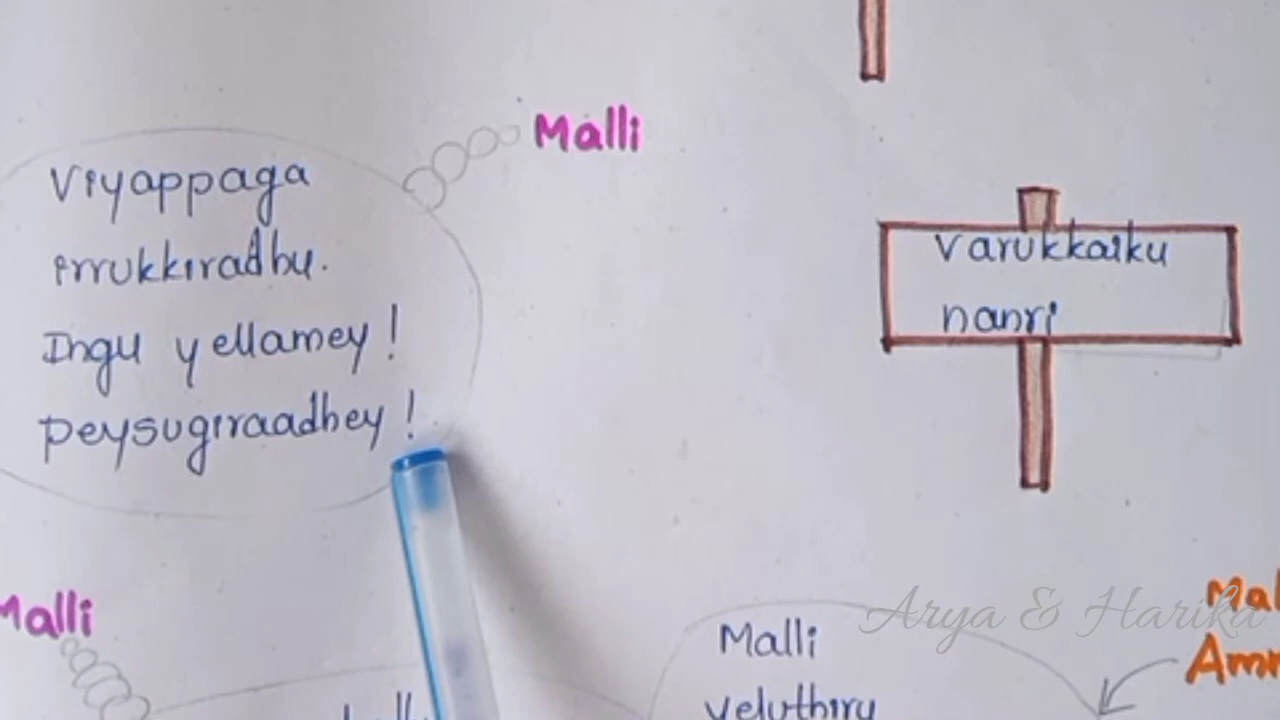 Malli
Viyappaga
irrukkiradhu.
Ingu yellamey!
peysugiraadhey!
Varukkaiku
nanri
Malli
Malli
veluthiru
Arya & Harika